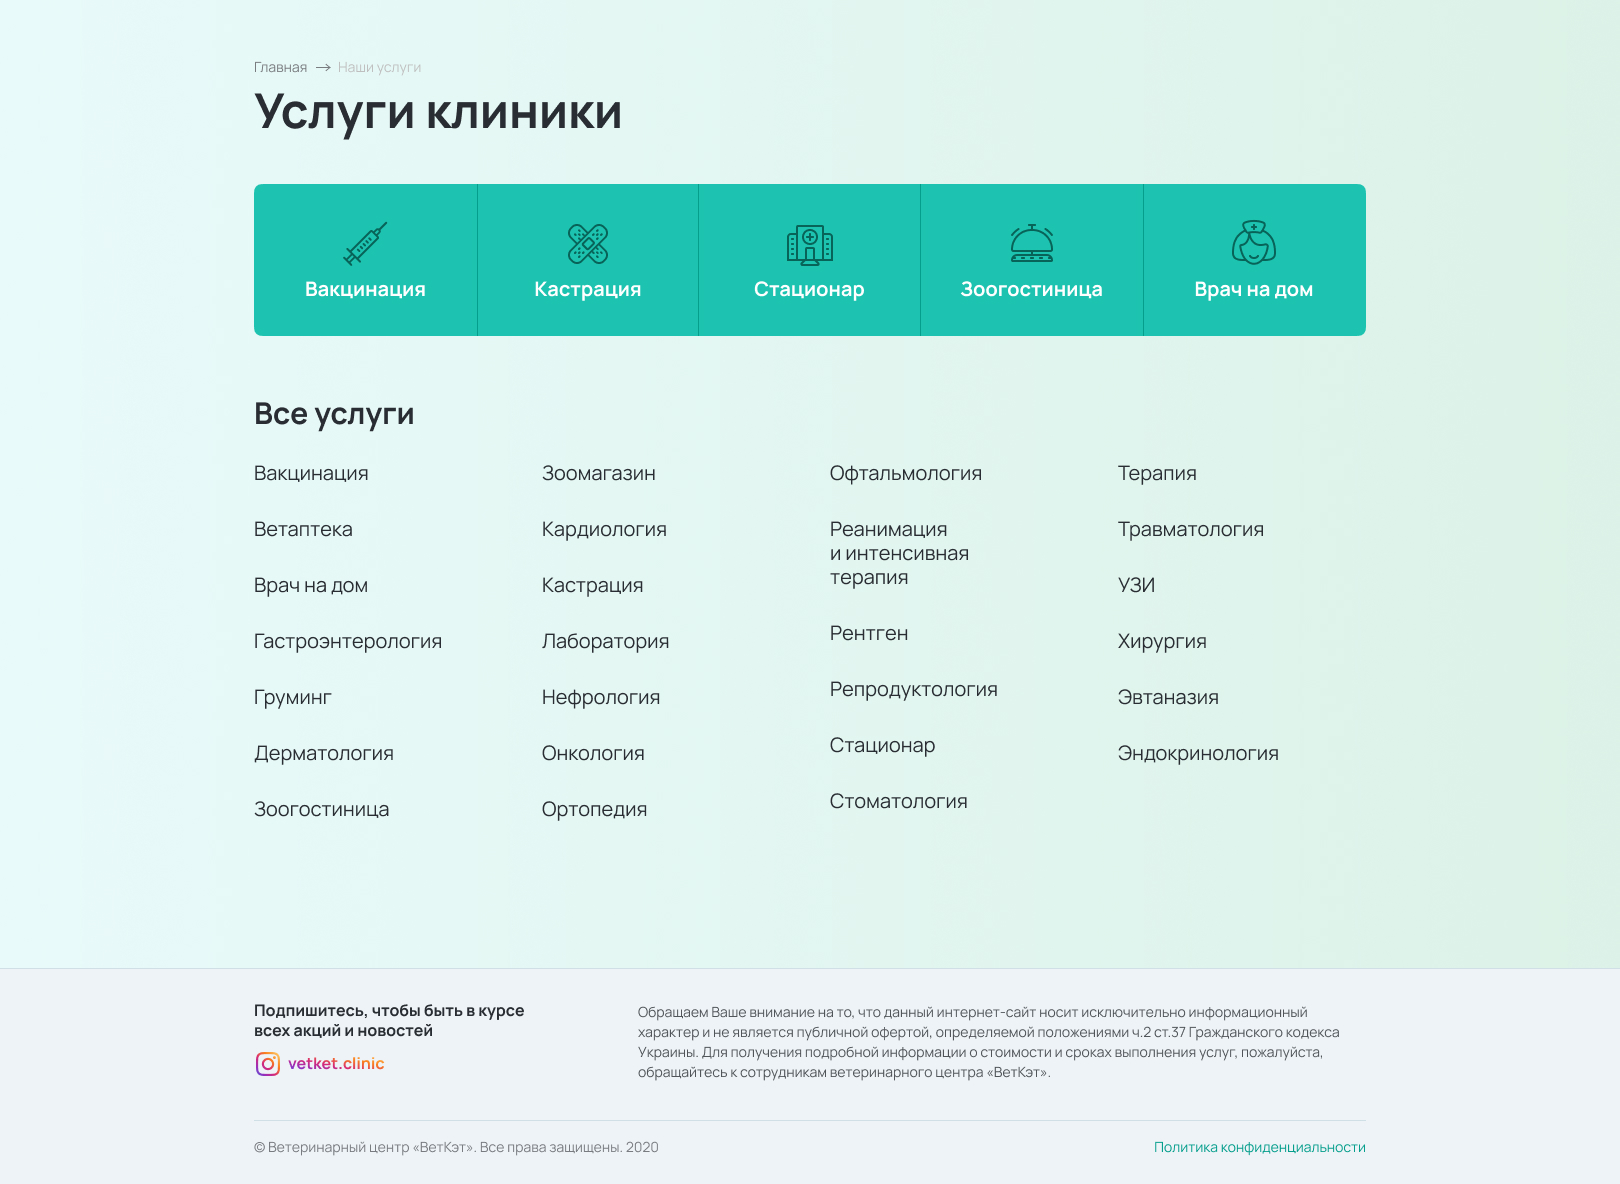 Главная → Наши услуги
Услуги клиники
Вакцинация
Кастрация
Стационар
Зоогостиница
Врач на дом
Все услуги
Вакцинация
Ветаптека
Врач на дом
Гастроэнтерология
Груминг
Дерматология
Зоогостиница
Зоомагазин
Кардиология
Кастрация
Лаборатория
Нефрология
Онкология
Ортопедия
Офтальмология
Реанимация
и интенсивная
терапия
Рентген
Репродуктология
Стационар
Стоматология
Терапия
Травматология
УЗИ
Хирургия
Эвтаназия
Эндокринология
Подпишитесь, чтобы быть в курсе
всех акций и новостей
vetket.clinic
Обращаем Ваше внимание на то, что данный интернет-сайт носит исключительно информационный
характер и не является публичной офертой, определяемой положениями ч.2 ст.37 Гражданского кодекса
Украины. Для получения подробной информации о стоимости и сроках выполнения услуг, пожалуйста,
обращайтесь к сотрудникам ветеринарного центра «ВетКэт».
© Ветеринарный центр «ВетКэт». Все права защищены. 2020
Политика конфиденциальности